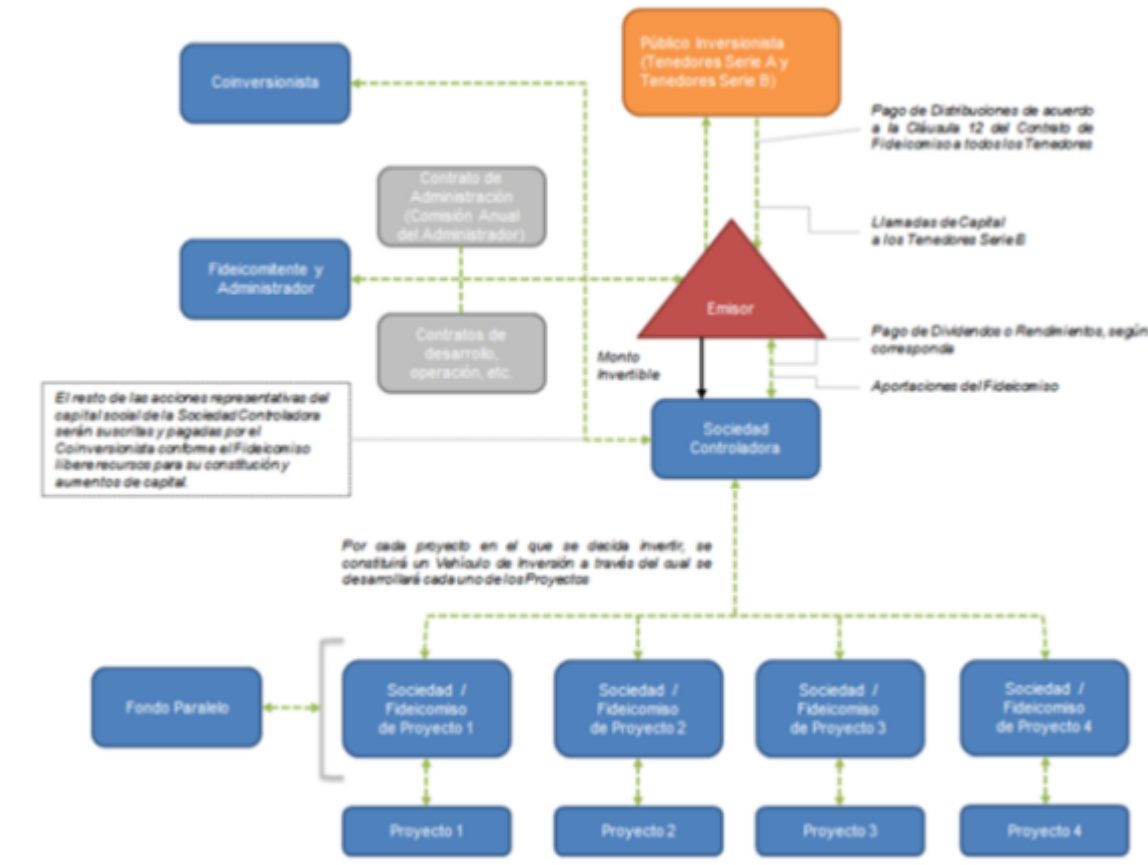 Público Inversionista
(Tenedores Serie A y
Tenedores Serie B)
Coinversionista
Pago de Distribuciones de acuerdo
a la Cláusula 12 del Contrato de
Fideicomiso a todos los Tenedores
Contrato de
Administración
(Comisión Anual
del Administrador)
Llamadas de Capital
a los Tenedores Serie B
Fideicomitente y
Administrador
Emisor
Contratos de
desarrollo,
operación, etc.
Monto
Invertible
Pago de Dividendos o Rendimientos, según
corresponda
Aportaciones del Fideicomiso
El resto de las acciones representativas del
capital social de la Sociedad Controladora
serán suscritas y pagadas por el
Coinversionista conforme el Fideicomiso
libere recursos para su constitución y
aumentos de capital.
Sociedad
Controladora
Por cada proyecto en el que se decida invertir, se
constituirá un Vehículo de Inversión a través del cual se
desarrollará cada uno de los Proyectos
Fondo Paralelo
Sociedad /
Fideicomiso
de Proyecto 1
Sociedad /
Fideicomiso
de Proyecto 2
Sociedad /
Fideicomiso
de Proyecto 3
Sociedad /
Fideicomiso
de Proyecto 4
Proyecto 1
Proyecto 2
Proyecto 3
Proyecto 4